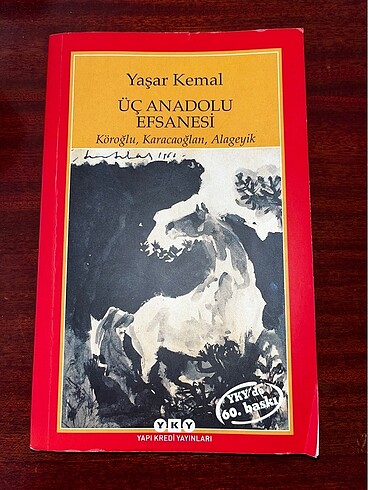 Yaşar Kemal
ÜÇ ANADOLU
EFSANESİ
Köroğlu, Karacaoğlan, Alageyik
YKY'de
60. baskı
YKY
YAPI KREDİ YAYINLARI